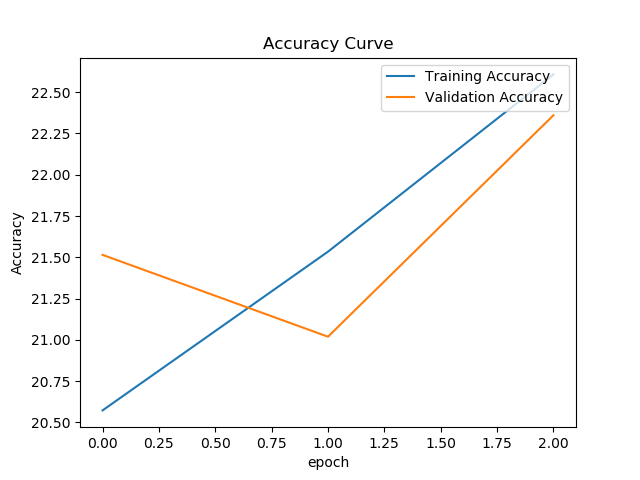 Accuracy Curve
Training Accuracy
Validation Accuracy
22.50
22.25
22.00
21.75
21.50
21.25
21.00
20.75
20.50
Accuracy
0.00 0.25 0.50 0.75 1.00 1.25 1.50 1.75 2.00
epoch